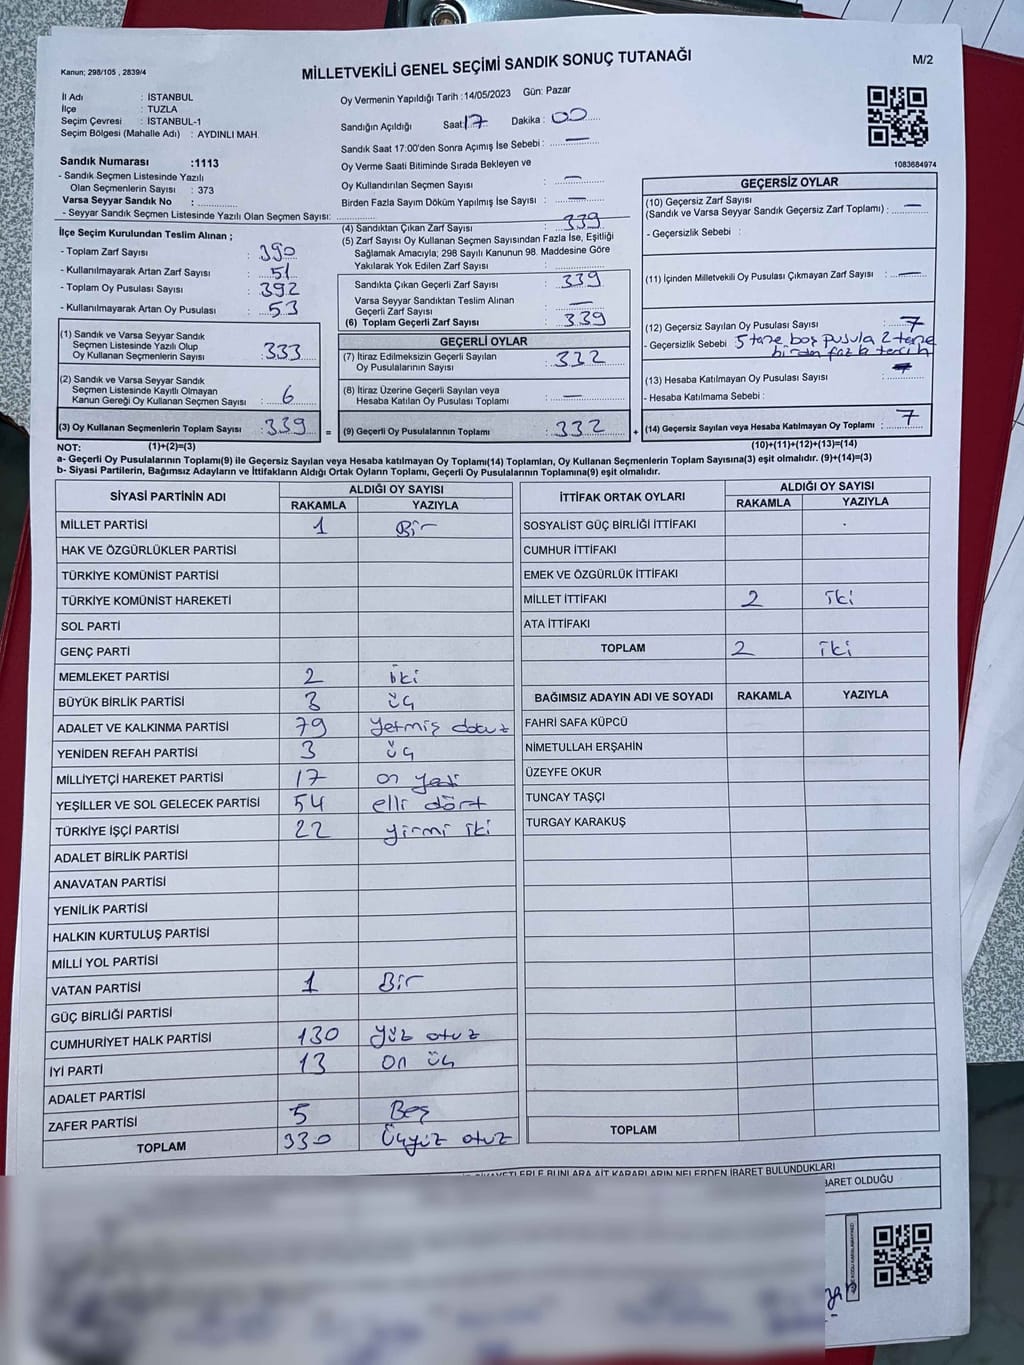 Kanun; 298/105 , 2839/4
MİLLETVEKİLİ GENEL SEÇİMİ SANDIK SONUÇ TUTANAĞI
M/2
İl Adı : İSTANBUL
İlçe : TUZLA
Seçim Çevresi : İSTANBUL-1
Seçim Bölgesi (Mahalle Adı) : AYDINLI MAH.
Oy Vermenin Yapıldığı Tarih :14/05/2023 Gün: Pazar
Sandığın Açıldığı Saat 17 Dakika : 00
Sandık Saat 17:00'den Sonra Açımış İse Sebebi : —
Oy Verme Saati Bitiminde Sırada Bekleyen ve
Oy Kullandırılan Seçmen Sayısı : —
Birden Fazla Sayım Döküm Yapılmış İse Sayısı : —
1083684974
Sandık Numarası :1113
- Sandık Seçmen Listesinde Yazılı
Olan Seçmenlerin Sayısı : 373
Varsa Seyyar Sandık No :
- Seyyar Sandık Seçmen Listesinde Yazılı Olan Seçmen Sayısı:
İlçe Seçim Kurulundan Teslim Alınan ;
- Toplam Zarf Sayısı : 390
- Kullanılmayarak Artan Zarf Sayısı : 51
- Toplam Oy Pusulası Sayısı : 392
- Kullanılmayarak Artan Oy Pusulası : 53
(1) Sandık ve Varsa Seyyar Sandık
Seçmen Listesinde Yazılı Olup
Oy Kullanan Seçmenlerin Sayısı : 333
(2) Sandık ve Varsa Seyyar Sandık
Seçmen Listesinde Kayıtlı Olmayan
Kanun Gereği Oy Kullanan Seçmen Sayısı : 6
(3) Oy Kullanan Seçmenlerin Toplam Sayısı : 339 =
(4) Sandıktan Çıkan Zarf Sayısı : 339
(5) Zarf Sayısı Oy Kullanan Seçmen Sayısından Fazla İse, Eşitliği
Sağlamak Amacıyla; 298 Sayılı Kanunun 98. Maddesine Göre
Yakılarak Yok Edilen Zarf Sayısı :
Sandıkta Çıkan Geçerli Zarf Sayısı : 339
Varsa Seyyar Sandıktan Teslim Alınan
Geçerli Zarf Sayısı : —
(6) Toplam Geçerli Zarf Sayısı : 339
GEÇERLİ OYLAR
(7) İtiraz Edilmeksizin Geçerli Sayılan
Oy Pusulalarının Sayısı : 332
(8) İtiraz Üzerine Geçerli Sayılan veya
Hesaba Katılan Oy Pusulası Toplamı : —
(9) Geçerli Oy Pusulalarının Toplamı : 332 +
GEÇERSİZ OYLAR
(10) Geçersiz Zarf Sayısı
(Sandık ve Varsa Seyyar Sandık Geçersiz Zarf Toplamı) : —
- Geçersizlik Sebebi :
(11) İçinden Milletvekili Oy Pusulası Çıkmayan Zarf Sayısı : —
(12) Geçersiz Sayılan Oy Pusulası Sayısı : 7
- Geçersizlik Sebebi : 5 tane boş pusula 2 tane
birden fazla tercih
(13) Hesaba Katılmayan Oy Pusulası Sayısı :
- Hesaba Katılmama Sebebi :
(14) Geçersiz Sayılan veya Hesaba Katılmayan Oy Toplamı : 7
NOT: (1)+(2)=(3)
(10)+(11)+(12)+(13)=(14)
a- Geçerli Oy Pusulalarının Toplamı(9) ile Geçersiz Sayılan veya Hesaba katılmayan Oy Toplamı(14) Toplamları, Oy Kullanan Seçmenlerin Toplam Sayısına(3) eşit olmalıdır. (9)+(14)=(3)
b- Siyasi Partilerin, Bağımsız Adayların ve İttifakların Aldığı Ortak Oyların Toplamı, Geçerli Oy Pusulalarının Toplamına(9) eşit olmalıdır.
SİYASİ PARTİNİN ADI ALDIĞI OY SAYISI
RAKAMLA YAZIYLA
MİLLET PARTİSİ 1 Bir
HAK VE ÖZGÜRLÜKLER PARTİSİ
TÜRKİYE KOMÜNİST PARTİSİ
TÜRKİYE KOMÜNİST HAREKETİ
SOL PARTİ
GENÇ PARTİ
MEMLEKET PARTİSİ 2 iki
BÜYÜK BİRLİK PARTİSİ 3 üç
ADALET VE KALKINMA PARTİSİ 79 yetmiş dokuz
YENİDEN REFAH PARTİSİ 3 üç
MİLLİYETÇİ HAREKET PARTİSİ 17 on yedi
YEŞİLLER VE SOL GELECEK PARTİSİ 54 elli dört
TÜRKİYE İŞÇİ PARTİSİ 22 yirmi iki
ADALET BİRLİK PARTİSİ
ANAVATAN PARTİSİ
YENİLİK PARTİSİ
HALKIN KURTULUŞ PARTİSİ
MİLLİ YOL PARTİSİ
VATAN PARTİSİ 1 Bir
GÜÇ BİRLİĞİ PARTİSİ
CUMHURİYET HALK PARTİSİ 130 yüz otuz
İYİ PARTİ 13 on üç
ADALET PARTİSİ
ZAFER PARTİSİ 5 Beş
TOPLAM 330 Üçyüz otuz
İTTİFAK ORTAK OYLARI ALDIĞI OY SAYISI
RAKAMLA YAZIYLA
SOSYALİST GÜÇ BİRLİĞİ İTTİFAKI
CUMHUR İTTİFAKI
EMEK VE ÖZGÜRLÜK İTTİFAKI
MİLLET İTTİFAKI 2 iki
ATA İTTİFAKI
TOPLAM 2 iki
BAĞIMSIZ ADAYIN ADI VE SOYADI RAKAMLA YAZIYLA
FAHRİ SAFA KÜPCÜ
NİMETULLAH ERŞAHİN
ÜZEYFE OKUR
TUNCAY TAŞÇI
TURGAY KARAKUŞ
TOPLAM
ŞİKAYETLERLE BUNLARA AİT KARARLARIN NELERDEN İBARET BULUNDUKLARI
İBARET OLDUĞU